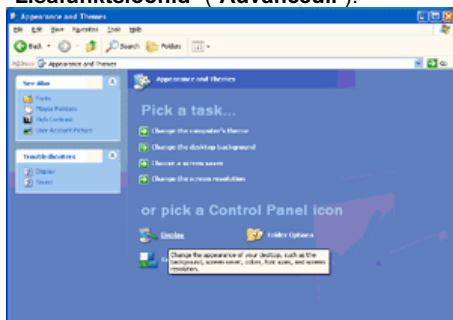 Appearance and Themes
File Edit View Favorites Tools Help
Back Search Folders
Address Appearance and Themes Go
See Also
Fonts
Mouse Pointers
High Contrast
User Account Picture
Troubleshooters
Display
Sound
Appearance and Themes
Pick a task...
Change the computer's theme
Change the desktop background
Choose a screen saver
Change the screen resolution
or pick a Control Panel icon
Display Folder Options
Change the appearance of your desktop, such as the
background, screen saver, colors, font sizes, and screen
resolution.